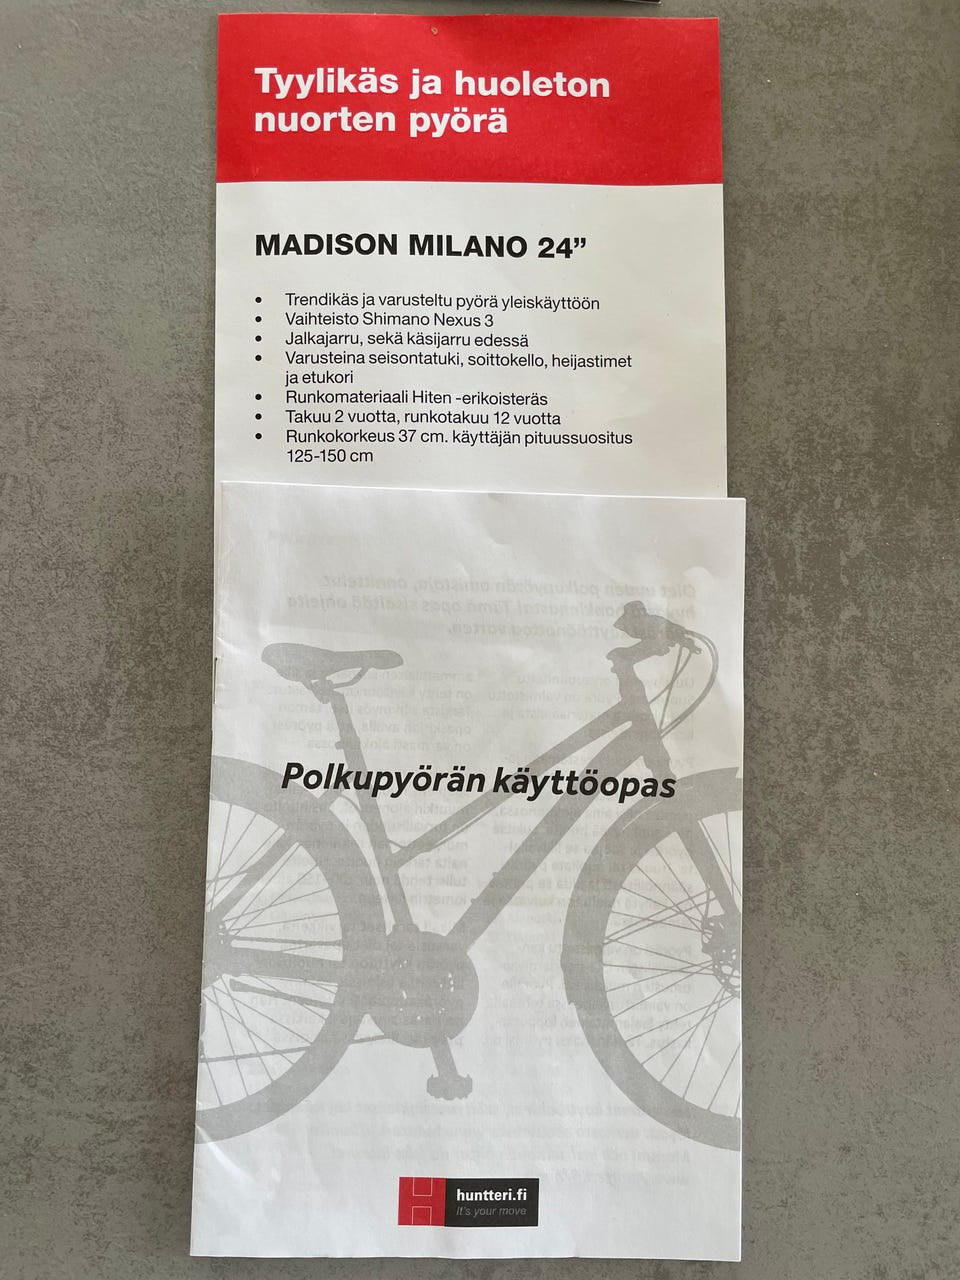 Tyylikäs ja huoleton
nuorten pyörä
MADISON MILANO 24”
• Trendikäs ja varusteltu pyörä yleiskäyttöön
• Vaihteisto Shimano Nexus 3
• Jalkajarru, sekä käsijarru edessä
• Varusteina seisontatuki, soittokello, heijastimet
ja etukori
• Runkomateriaali Hiten -erikoisteräs
• Takuu 2 vuotta, runkotakuu 12 vuotta
• Runkokorkeus 37 cm. käyttäjän pituussuositus
125-150 cm
Polkupyörän käyttöopas
huntteri.fi
It's your move